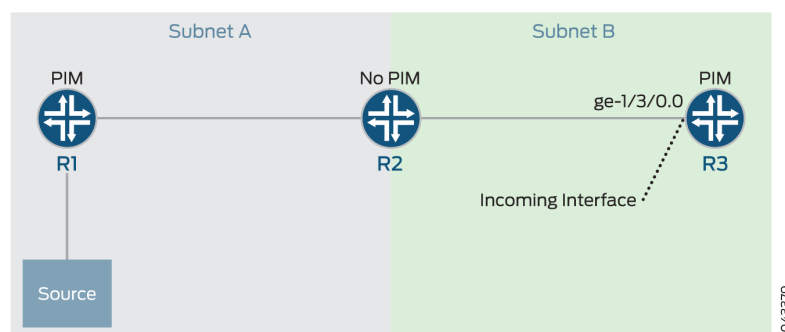 Subnet A
Subnet B
PIM
No PIM
PIM
ge-1/3/0.0
R1
R2
R3
Incoming Interface
Source